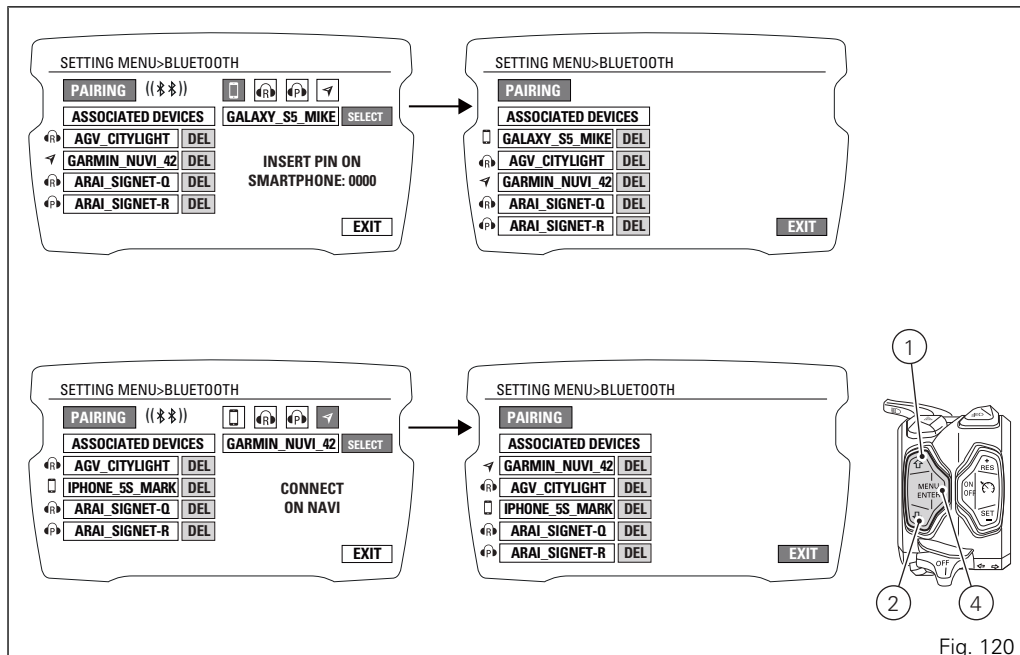 SETTING MENU>BLUETOOTH
PAIRING
R P
ASSOCIATED DEVICES GALAXY_S5_MIKE SELECT
R AGV_CITYLIGHT DEL
GARMIN_NUVI_42 DEL INSERT PIN ON
R ARAI_SIGNET-Q DEL SMARTPHONE: 0000
P ARAI_SIGNET-R DEL
EXIT
SETTING MENU>BLUETOOTH
PAIRING
ASSOCIATED DEVICES
GALAXY_S5_MIKE DEL
R AGV_CITYLIGHT DEL
GARMIN_NUVI_42 DEL
R ARAI_SIGNET-Q DEL
P ARAI_SIGNET-R DEL
EXIT
SETTING MENU>BLUETOOTH
PAIRING
R P
ASSOCIATED DEVICES GARMIN_NUVI_42 SELECT
R AGV_CITYLIGHT DEL
IPHONE_5S_MARK DEL CONNECT
R ARAI_SIGNET-Q DEL ON NAVI
P ARAI_SIGNET-R DEL
EXIT
SETTING MENU>BLUETOOTH
PAIRING
ASSOCIATED DEVICES
GARMIN_NUVI_42 DEL
R AGV_CITYLIGHT DEL
IPHONE_5S_MARK DEL
R ARAI_SIGNET-Q DEL
P ARAI_SIGNET-R DEL
EXIT
1
+
RES
MENU
ENTER
ON
OFF
SET
−
OFF
2
4
Fig. 120